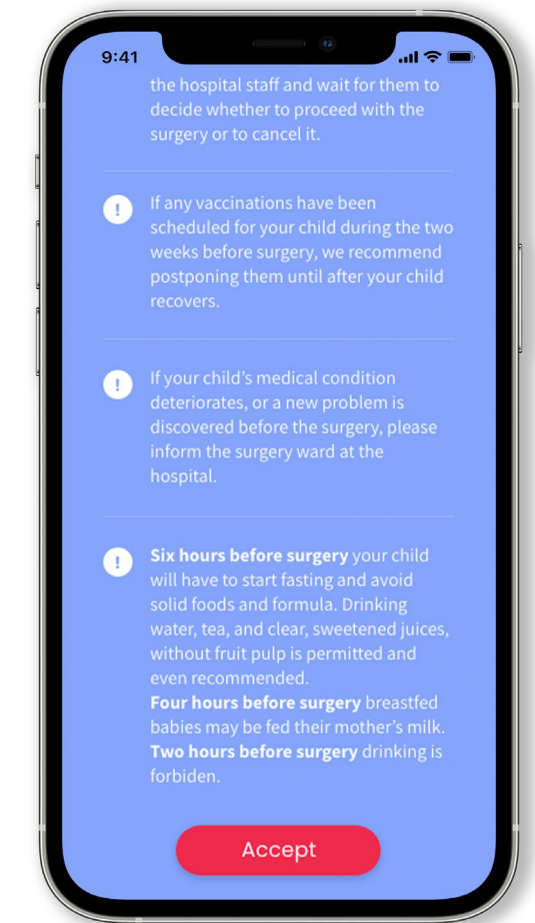 9:41
the hospital staff and wait for them to
decide whether to proceed with the
surgery or to cancel it.
If any vaccinations have been
scheduled for your child during the two
weeks before surgery, we recommend
postponing them until after your child
recovers.
If your child's medical condition
deteriorates, or a new problem is
discovered before the surgery, please
inform the surgery ward at the
hospital.
Six hours before surgery your child
will have to start fasting and avoid
solid foods and formula. Drinking
water, tea, and clear, sweetened juices,
without fruit pulp is permitted and
even recommended.
Four hours before surgery breastfed
babies may be fed their mother's milk.
Two hours before surgery drinking is
forbiden.
Accept